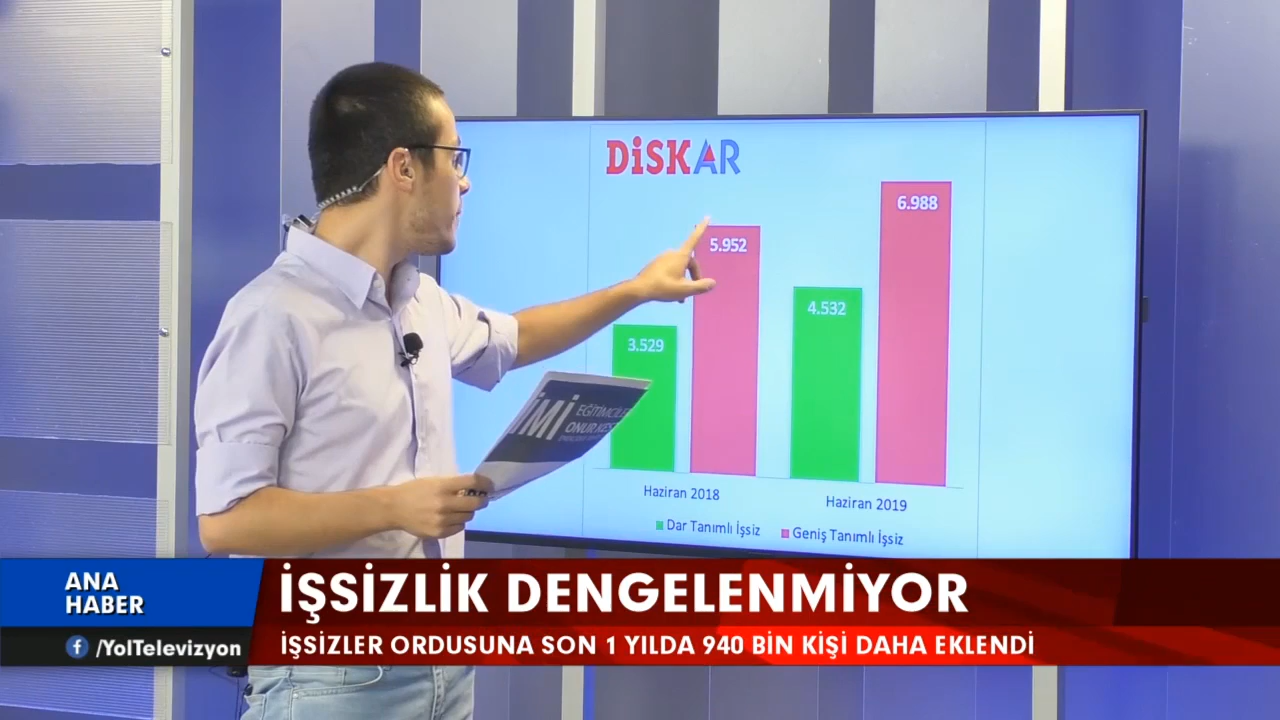 DiSKAR
5.952
6.988
3.529
4.532
Haziran 2018
Haziran 2019
Dar Tanımlı İşsiz
Geniş Tanımlı İşsiz
İMİ
ONUR
ANA
HABER
/YolTelevizyon
İŞSİZLİK DENGELENMİYOR
İŞSİZLER ORDUSUNA SON 1 YILDA 940 BİN KİŞİ DAHA EKLENDİ